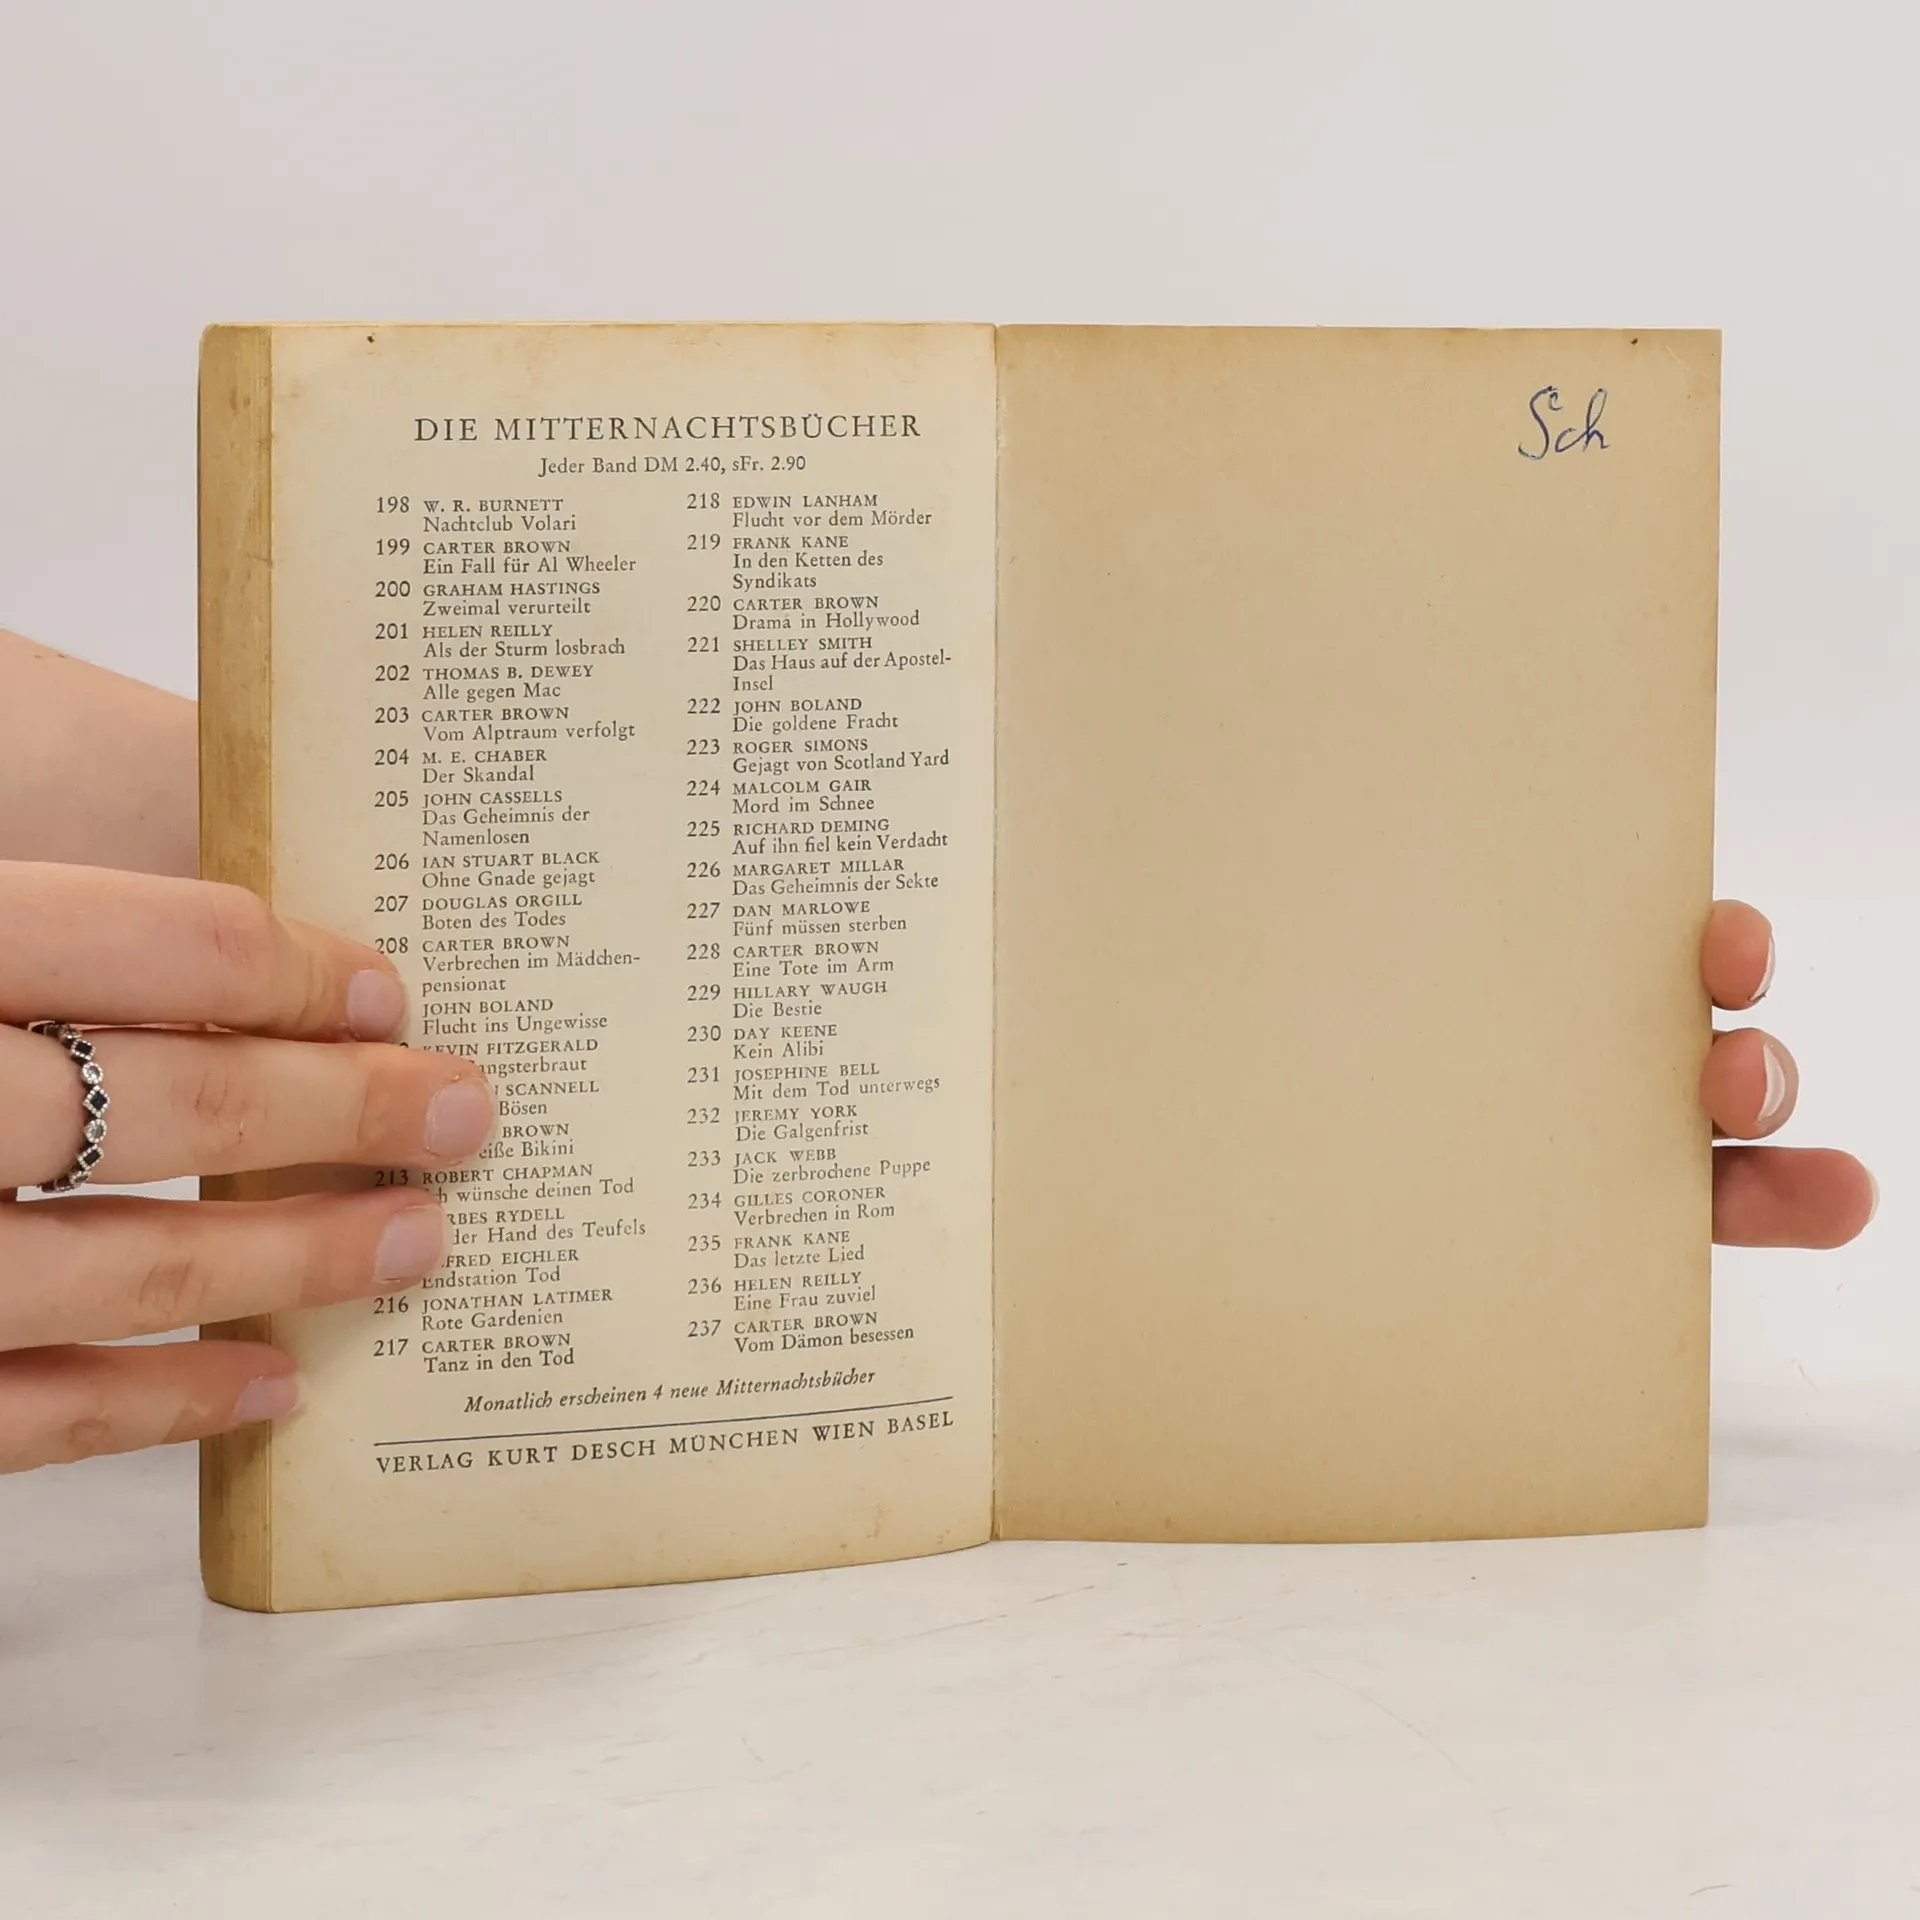 DIE MITTERNACHTSBÜCHER
Jeder Band DM 2.40, sFr. 2.90
198 W. R. BURNETT
Nachtclub Volari
199 CARTER BROWN
Ein Fall für Al Wheeler
200 GRAHAM HASTINGS
Zweimal verurteilt
201 HELEN REILLY
Als der Sturm losbrach
202 THOMAS B. DEWEY
Alle gegen Mac
203 CARTER BROWN
Vom Alptraum verfolgt
204 M. E. CHABER
Der Skandal
205 JOHN CASSELLS
Das Geheimnis der
Namenlosen
206 IAN STUART BLACK
Ohne Gnade gejagt
207 DOUGLAS ORGILL
Boten des Todes
208 CARTER BROWN
Verbrechen im Mädchen-
pensionat
JOHN BOLAND
Flucht ins Ungewisse
FITZGERALD
SCANNELL
Bösen
BROWN
Bikini
213 ROBERT CHAPMAN
wünsche deinen Tod
RYDELL
der Hand des Teufels
EICHLER
Endstation Tod
216 JONATHAN LATIMER
Rote Gardenien
217 CARTER BROWN
Tanz in den Tod
218 EDWIN LANHAM
Flucht vor dem Mörder
219 FRANK KANE
In den Ketten des
Syndikats
220 CARTER BROWN
Drama in Hollywood
221 SHELLEY SMITH
Das Haus auf der Apostel-
Insel
222 JOHN BOLAND
Die goldene Fracht
223 ROGER SIMONS
Gejagt von Scotland Yard
224 MALCOLM GAIR
Mord im Schnee
225 RICHARD DEMING
Auf ihn fiel kein Verdacht
226 MARGARET MILLAR
Das Geheimnis der Sekte
227 DAN MARLOWE
Fünf müssen sterben
228 CARTER BROWN
Eine Tote im Arm
229 HILLARY WAUGH
Die Bestie
230 DAY KEENE
Kein Alibi
231 JOSEPHINE BELL
Mit dem Tod unterwegs
232 JEREMY YORK
Die Galgenfrist
233 JACK WEBB
Die zerbrochene Puppe
234 GILLES CORONER
Verbrechen in Rom
235 FRANK KANE
Das letzte Lied
236 HELEN REILLY
Eine Frau zuviel
237 CARTER BROWN
Vom Dämon besessen
Monatlich erscheinen 4 neue Mitternachtsbücher
VERLAG KURT DESCH MÜNCHEN WIEN BASEL
Sch